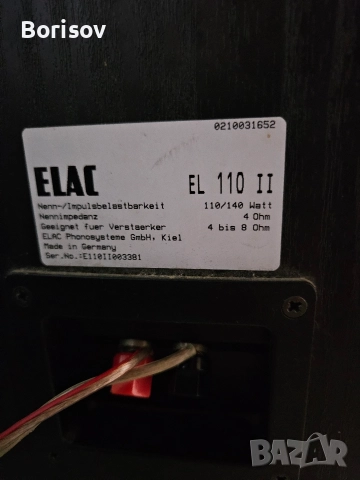 Borisov
0210031652
ELAC EL 110 II
Nenn-/Impulsbelastbarkeit 110/140 Watt
Nennimpedanz 4 Ohm
Geeignet fuer Verstaerker 4 bis 8 Ohm
ELAC Phonosysteme GmbH, Kiel
Made in Germany
Ser.No.:E110II003381
BAZAR